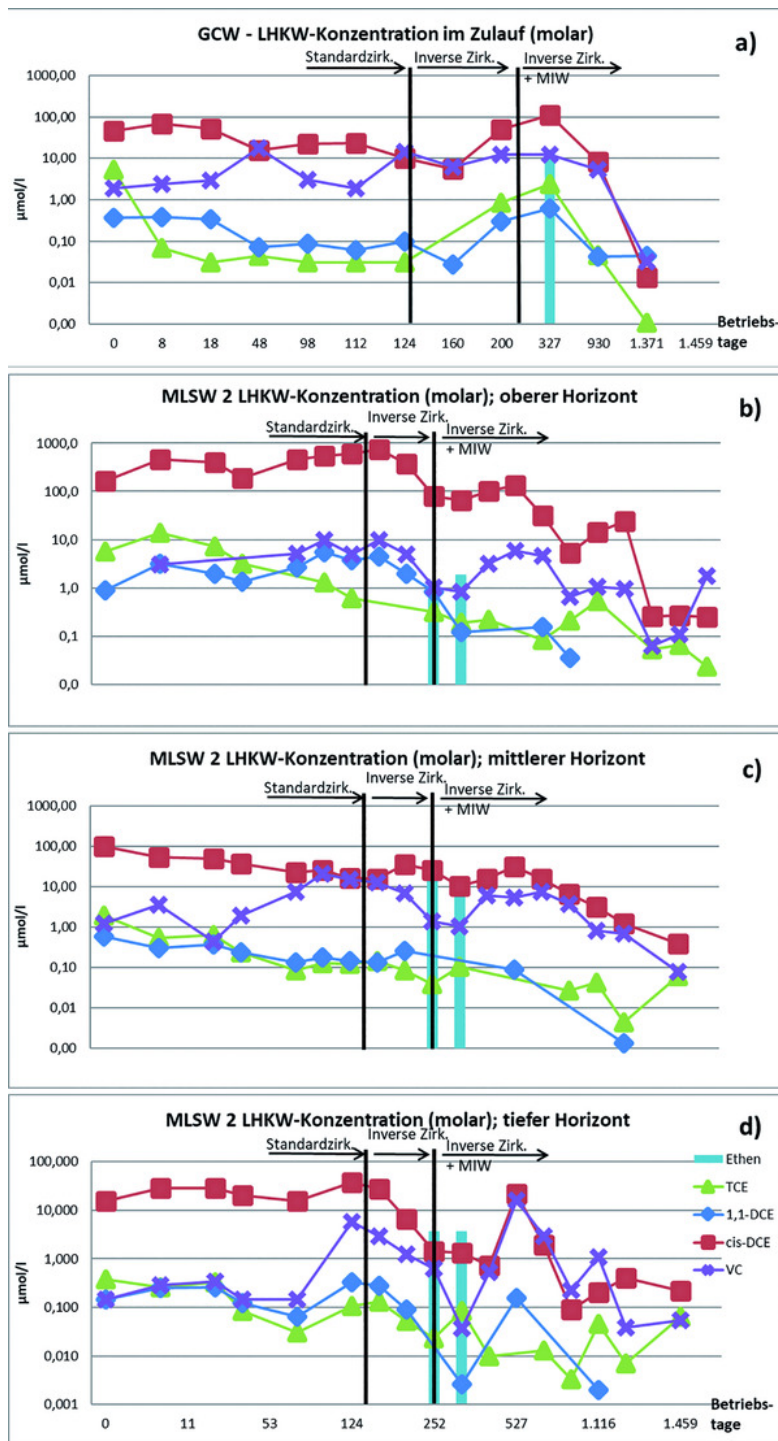 GCW - LHKW-Konzentration im Zulauf (molar)
a)
Standardzirk.
Inverse Zirk.
Inverse Zirk.
+ MIW
µmol/l
1000,00
100,00
10,00
1,00
0,10
0,01
0,00
0 8 18 48 98 112 124 160 200 327 930 1.371 1.459
Betriebs-
tage
MLSW 2 LHKW-Konzentration (molar); oberer Horizont
b)
Standardzirk.
Inverse Zirk.
Inverse Zirk.
+ MIW
µmol/l
1000,0
100,0
10,0
1,0
0,1
0,0
MLSW 2 LHKW-Konzentration (molar); mittlerer Horizont
c)
Standardzirk.
Inverse Zirk.
Inverse Zirk.
+ MIW
µmol/l
1000,00
100,00
10,00
1,00
0,10
0,01
0,00
MLSW 2 LHKW-Konzentration (molar); tiefer Horizont
d)
Standardzirk.
Inverse Zirk.
Inverse Zirk.
+ MIW
µmol/l
100,000
10,000
1,000
0,100
0,010
0,001
Ethen
TCE
1,1-DCE
cis-DCE
VC
0 11 53 124 252 527 1.116 1.459
Betriebs-
tage